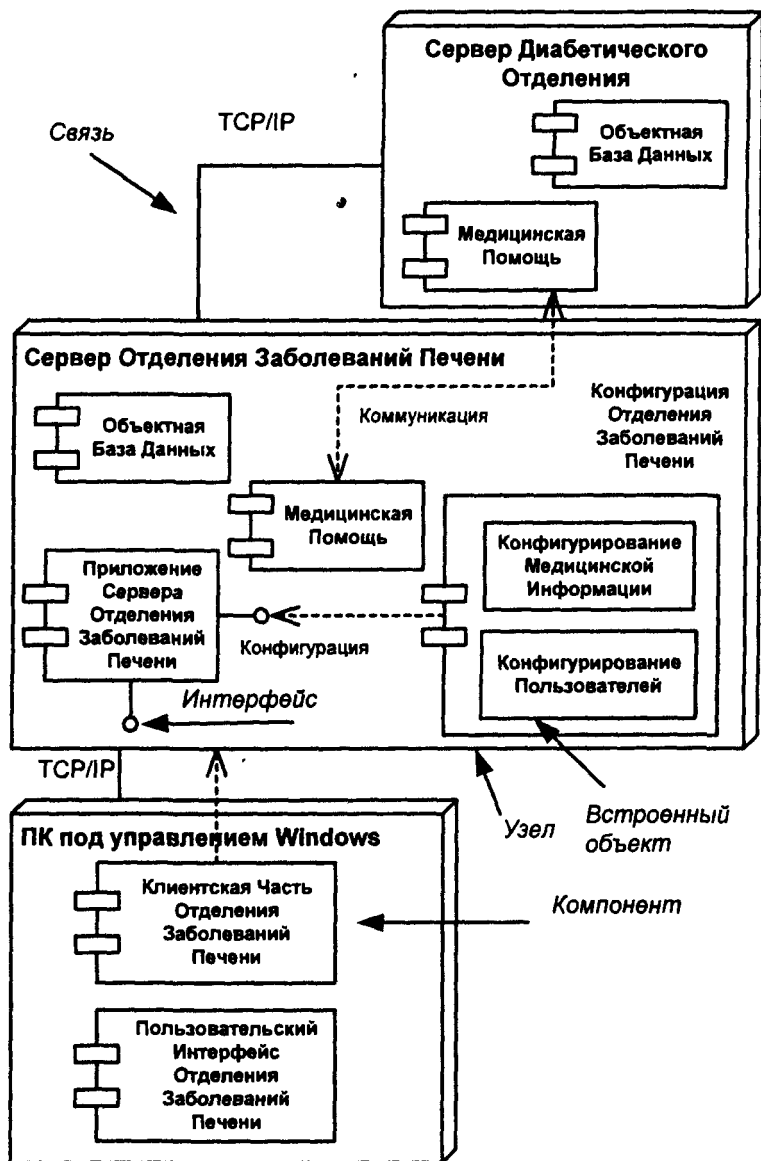 Сервер Диабетического
Отделения
TCP/IP
Связь
Объектная
База Данных
Медицинская
Помощь
Сервер Отделения Заболеваний Печени
Конфигурация
Отделения
Заболеваний
Печени
Коммуникация
Объектная
База Данных
Медицинская
Помощь
Конфигурирование
Медицинской
Информации
Приложение
Сервера
Отделения
Заболеваний
Печени
Конфигурация
Конфигурирование
Пользователей
Интерфейс
TCP/IP
Узел
Встроенный
объект
ПК под управлением Windows
Клиентская Часть
Отделения
Заболеваний
Печени
Компонент
Пользовательский
Интерфейс
Отделения
Заболеваний
Печени